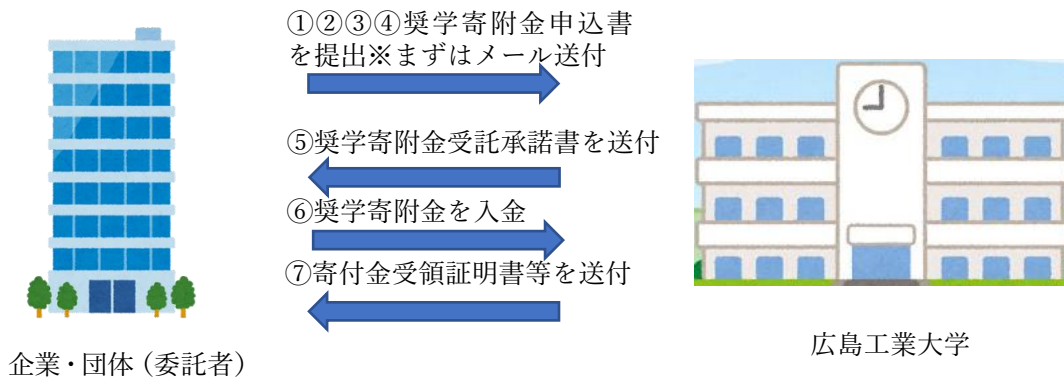 ①②③④奨学寄附金申込書
を提出※まずはメール送付
⑤奨学寄附金受託承諾書を送付
⑥奨学寄附金を入金
⑦寄付金受領証明書等を送付
企業・団体（委託者）
広島工業大学